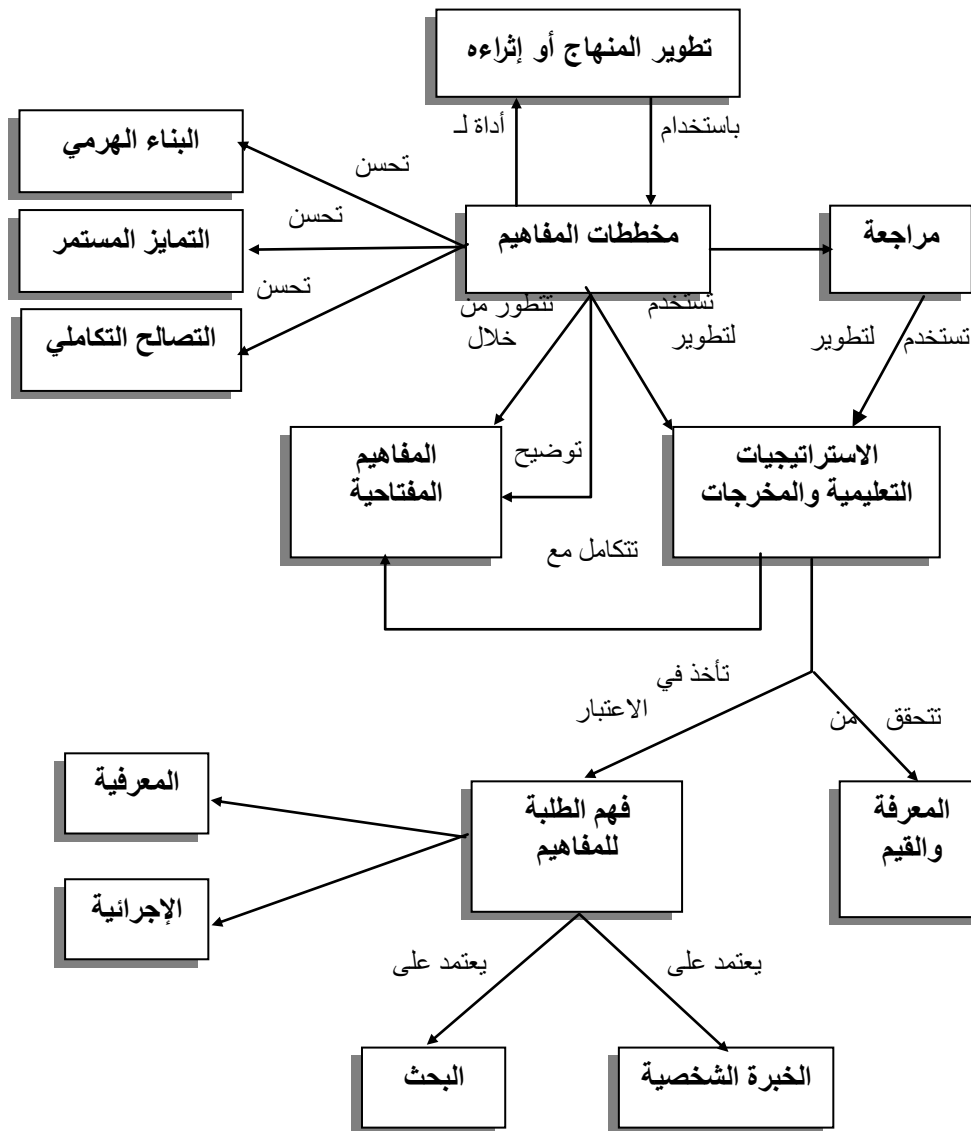 تطوير المنهاج أو إثراءه
أداة لـ
باستخدام
البناء الهرمي
تحسن
التمايز المستمر
تحسن
التصالح التكاملي
تحسن
مخططات المفاهيم
مراجعة
تتطور من
خلال
تستخدم
لتطوير
تستخدم
لتطوير
المفاهيم
المفتاحية
توضيح
الاستراتيجيات
التعليمية والمخرجات
تتكامل مع
تأخذ في
الاعتبار
تتحقق
من
المعرفية
الإجرائية
فهم الطلبة
للمفاهيم
المعرفة
والقيم
يعتمد على
يعتمد على
البحث
الخبرة الشخصية